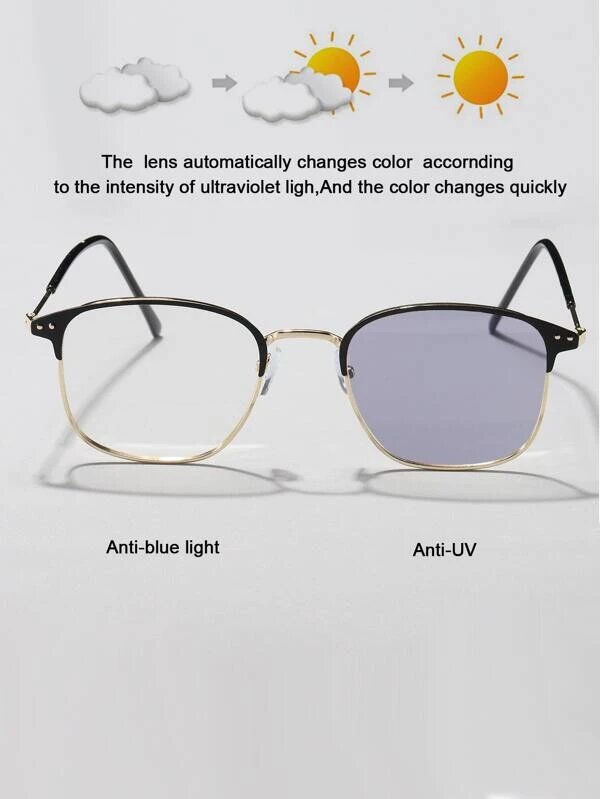 The lens automatically changes color accornding
to the intensity of ultraviolet ligh,And the color changes quickly
Anti-blue light
Anti-UV